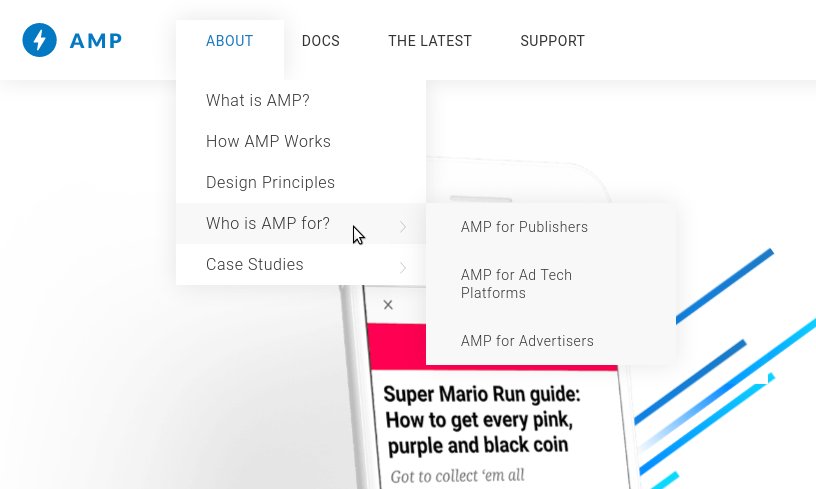 AMP ABOUT DOCS THE LATEST SUPPORT
What is AMP?
How AMP Works
Design Principles
Who is AMP for?
Case Studies
AMP for Publishers
AMP for Ad Tech
Platforms
AMP for Advertisers
×
Super Mario Run guide:
How to get every pink,
purple and black coin
Got to collect ‘em all